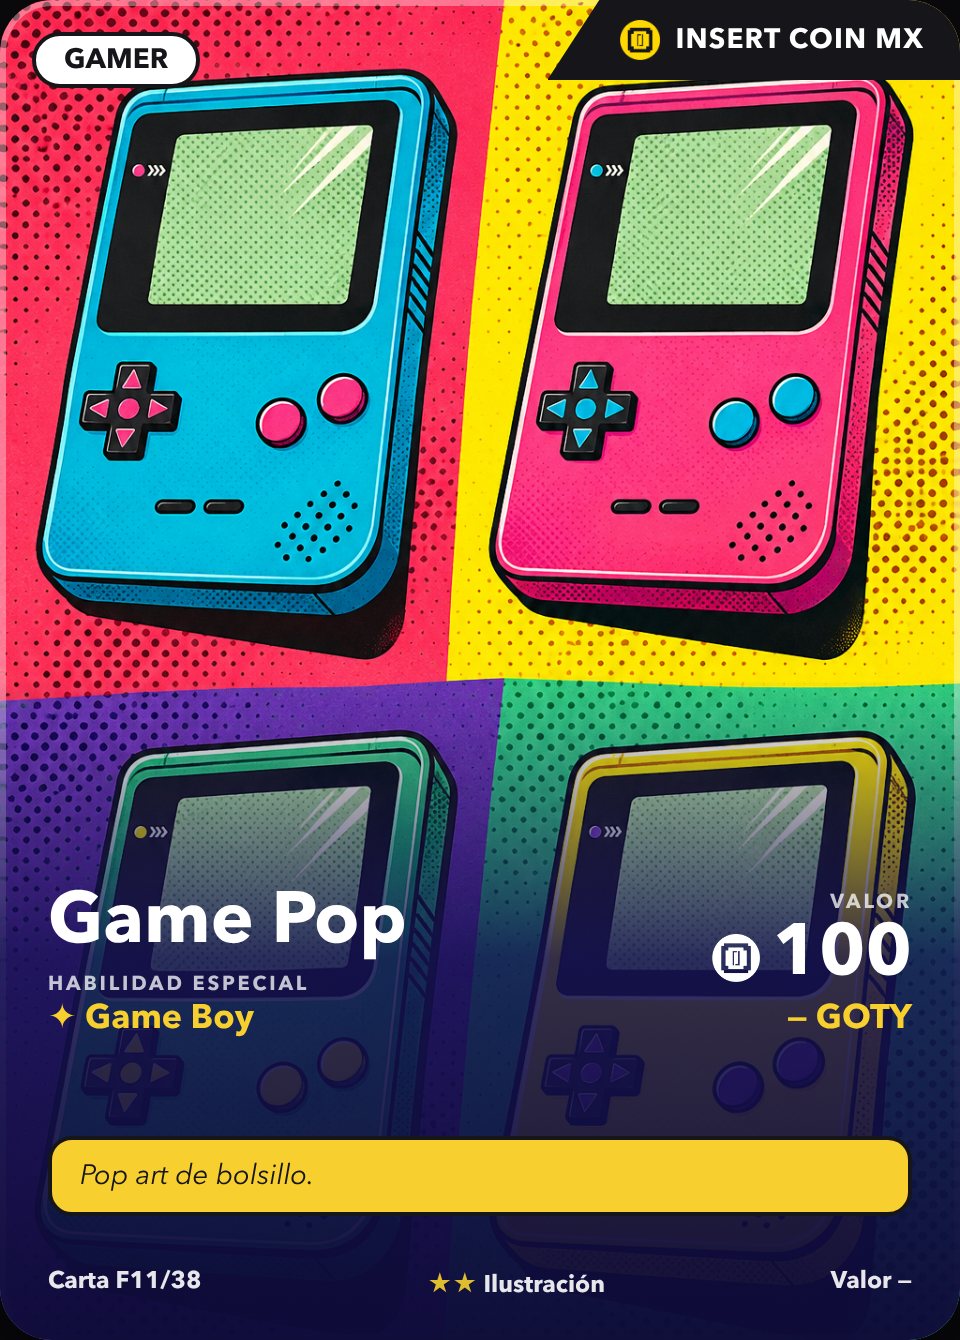 GAMER
INSERT COIN MX
Game Pop
VALOR
100
HABILIDAD ESPECIAL
✦ Game Boy
– GOTY
Pop art de bolsillo.
Carta F11/38
★★ Ilustración
Valor –